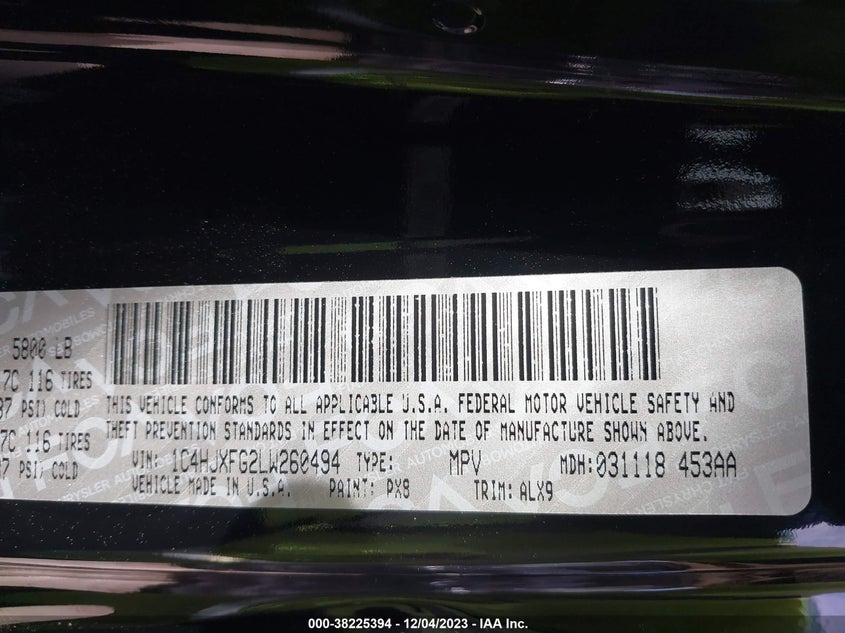 5800 LB
7C 116 TIRES
37 PSI; COLD
7C 116 TIRES
37 PSI; COLD
THIS VEHICLE CONFORMS TO ALL APPLICABLE U.S.A. FEDERAL MOTOR VEHICLE SAFETY AND
THEFT PREVENTION STANDARDS IN EFFECT ON THE DATE OF MANUFACTURE SHOWN ABOVE.
VIN: 1C4HJXFG2LW260494 TYPE: MPV MDH: 031118 453AA
VEHICLE MADE IN U.S.A. PAINT: PX8 TRIM: ALX9
000-38225394 - 12/04/2023 - IAA Inc.